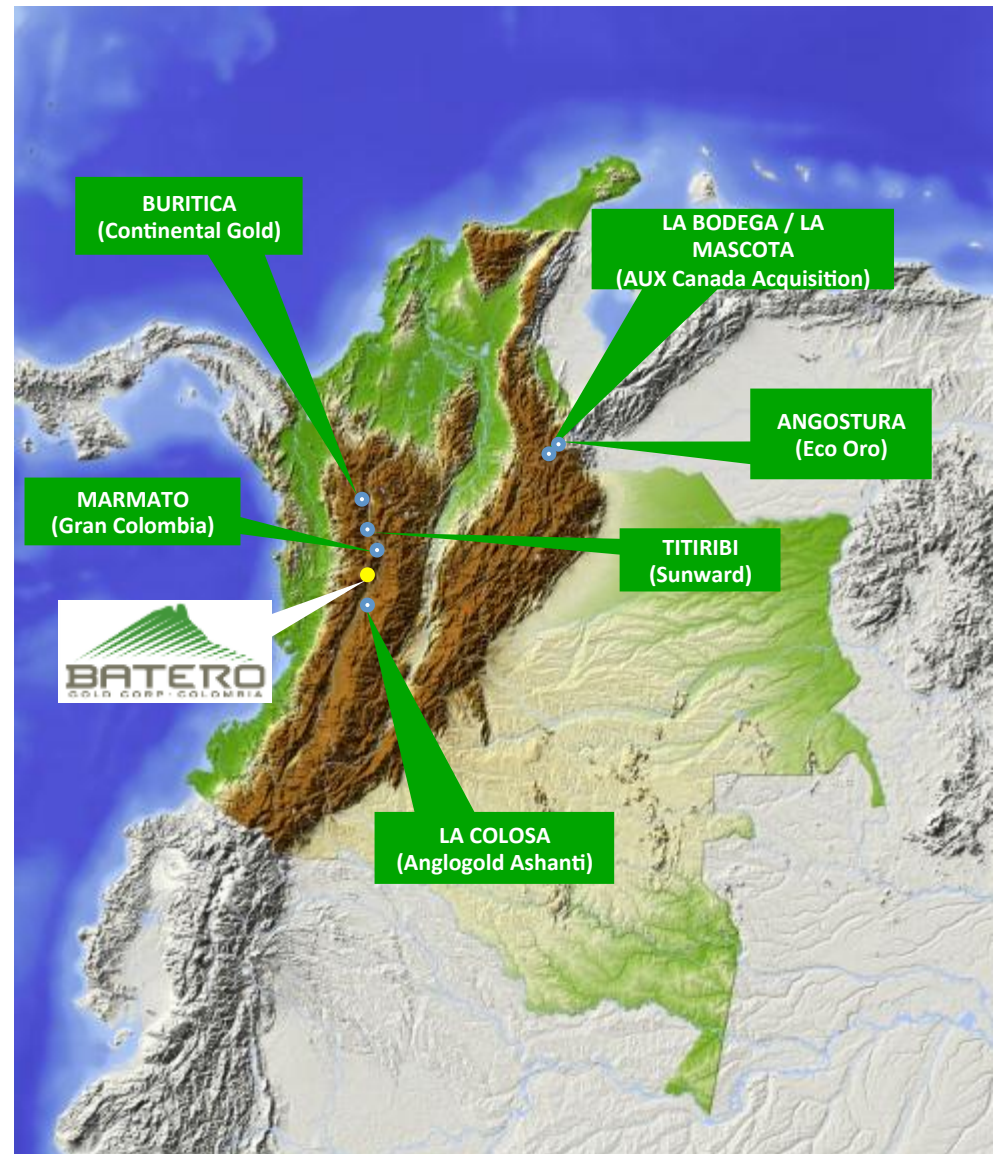 BURITICA
(Continental Gold)
LA BODEGA / LA
MASCOTA
(AUX Canada Acquisition)
ANGOSTURA
(Eco Oro)
MARMATO
(Gran Colombia)
TITIRIBI
(Sunward)
BATERO
GOLD CORP · COLOMBIA
LA COLOSA
(Anglogold Ashanti)